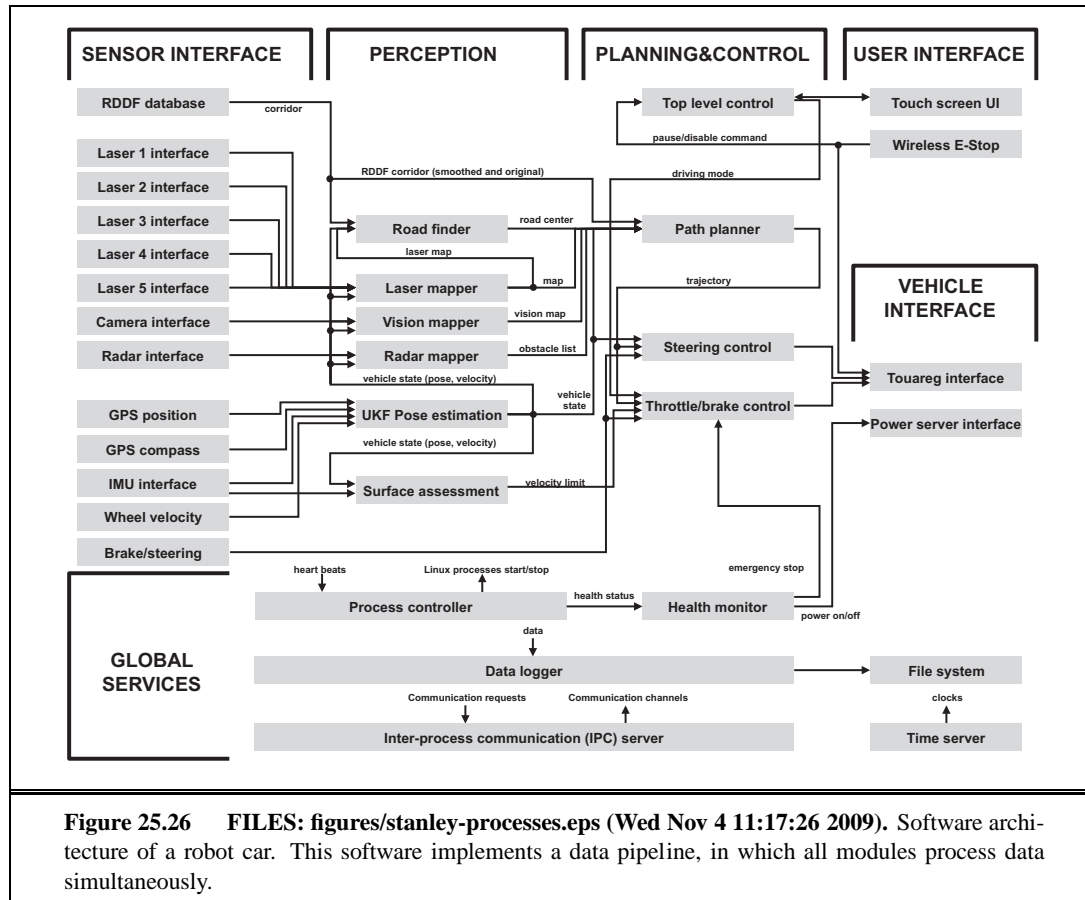 SENSOR INTERFACE
PERCEPTION
PLANNING&CONTROL
USER INTERFACE
RDDF database
corridor
Top level control
Touch screen UI
pause/disable command
Wireless E-Stop
Laser 1 interface
Laser 2 interface
Laser 3 interface
Laser 4 interface
Laser 5 interface
Camera interface
Radar interface
RDDF corridor (smoothed and original)
driving mode
Road finder
road center
Path planner
laser map
Laser mapper
map
trajectory
VEHICLE
INTERFACE
Vision mapper
vision map
Radar mapper
obstacle list
Steering control
vehicle state (pose, velocity)
vehicle
state
Touareg interface
GPS position
UKF Pose estimation
Throttle/brake control
Power server interface
GPS compass
vehicle state (pose, velocity)
IMU interface
Surface assessment
velocity limit
Wheel velocity
Brake/steering
heart beats
Linux processes start/stop
emergency stop
Process controller
health status
Health monitor
power on/off
data
GLOBAL
SERVICES
Data logger
File system
Communication requests
Communication channels
clocks
Inter-process communication (IPC) server
Time server
Figure 25.26 FILES: figures/stanley-processes.eps (Wed Nov 4 11:17:26 2009). Software archi-
tecture of a robot car. This software implements a data pipeline, in which all modules process data
simultaneously.